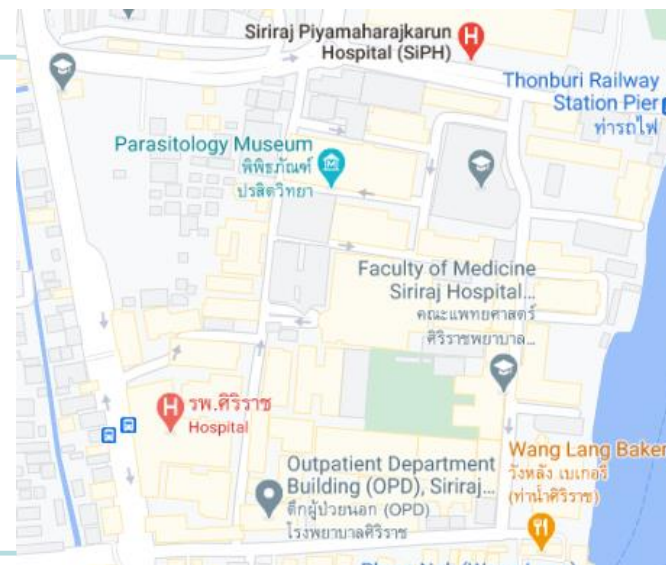 Siriraj Piyamaharajkarun
Hospital (SiPH)
Thonburi Railway
Station Pier
ท่ารถไฟ
Parasitology Museum
พิพิธภัณฑ์
ปรสิตวิทยา
Faculty of Medicine
Siriraj Hospital...
คณะแพทยศาสตร์
ศิริราชพยาบาล...
รพ.ศิริราช
Hospital
Wang Lang Baker
วังหลัง เบเกอรี่
(ท่าน้ำศิริราช)
Outpatient Department
Building (OPD), Siriraj...
ตึกผู้ป่วยนอก (OPD)
โรงพยาบาลศิริราช